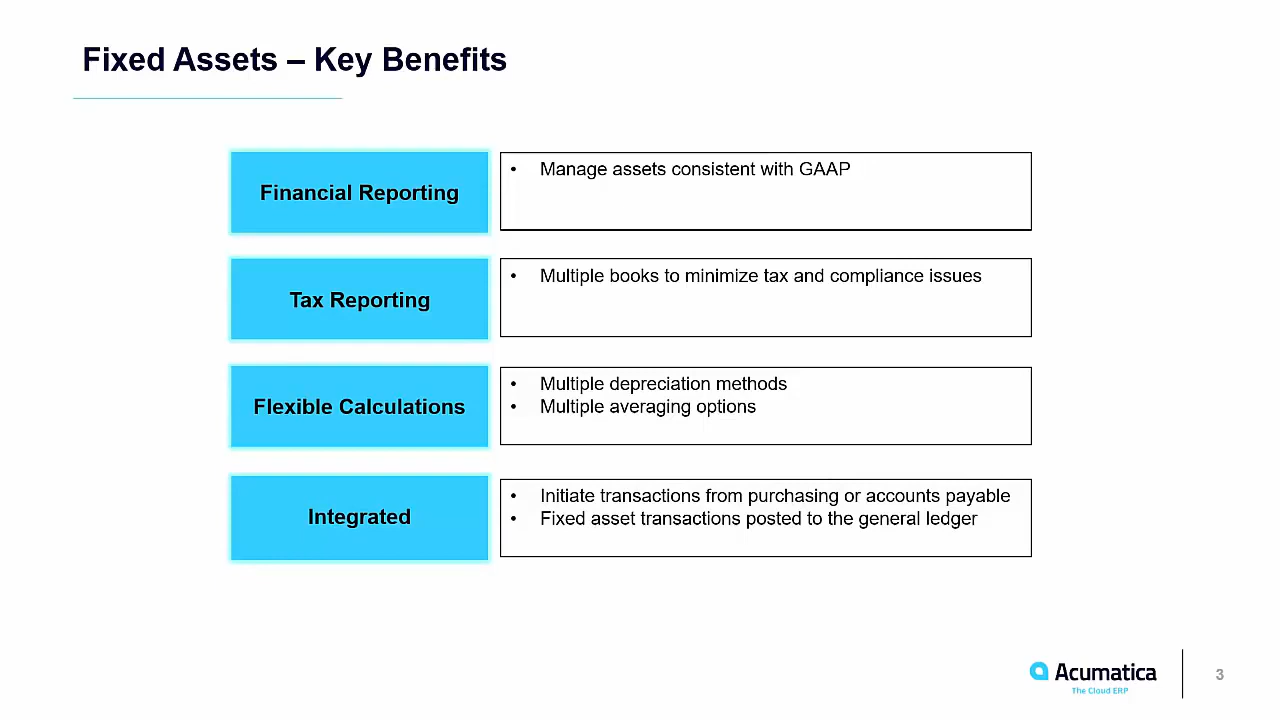 Fixed Assets – Key Benefits
Financial Reporting
• Manage assets consistent with GAAP
Tax Reporting
• Multiple books to minimize tax and compliance issues
Flexible Calculations
• Multiple depreciation methods
• Multiple averaging options
Integrated
• Initiate transactions from purchasing or accounts payable
• Fixed asset transactions posted to the general ledger
Acumatica
The Cloud ERP
3